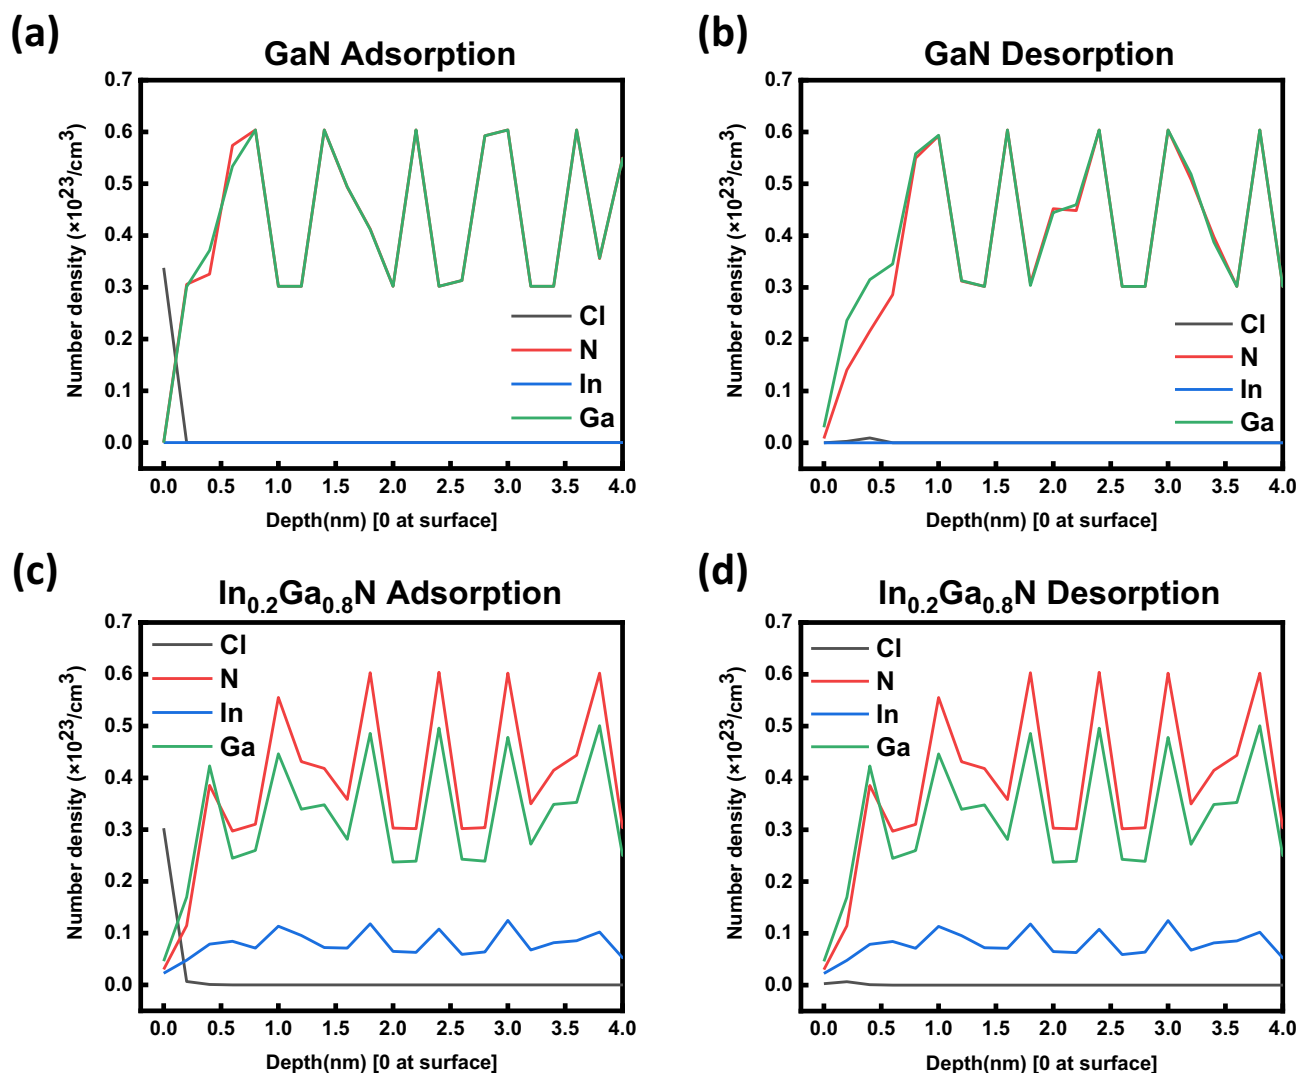 (a)
GaN Adsorption
Number density (×10²³/cm³)
0.7
0.6
0.5
0.4
0.3
0.2
0.1
0.0
Cl
N
In
Ga
0.0 0.5 1.0 1.5 2.0 2.5 3.0 3.5 4.0
Depth(nm) [0 at surface]
(b)
GaN Desorption
Number density (×10²³/cm³)
0.7
0.6
0.5
0.4
0.3
0.2
0.1
0.0
Cl
N
In
Ga
0.0 0.5 1.0 1.5 2.0 2.5 3.0 3.5 4.0
Depth(nm) [0 at surface]
(c)
In₀.₂Ga₀.₈N Adsorption
Number density (×10²³/cm³)
0.7
0.6
0.5
0.4
0.3
0.2
0.1
0.0
Cl
N
In
Ga
0.0 0.5 1.0 1.5 2.0 2.5 3.0 3.5 4.0
Depth(nm) [0 at surface]
(d)
In₀.₂Ga₀.₈N Desorption
Number density (×10²³/cm³)
0.7
0.6
0.5
0.4
0.3
0.2
0.1
0.0
Cl
N
In
Ga
0.0 0.5 1.0 1.5 2.0 2.5 3.0 3.5 4.0
Depth(nm) [0 at surface]